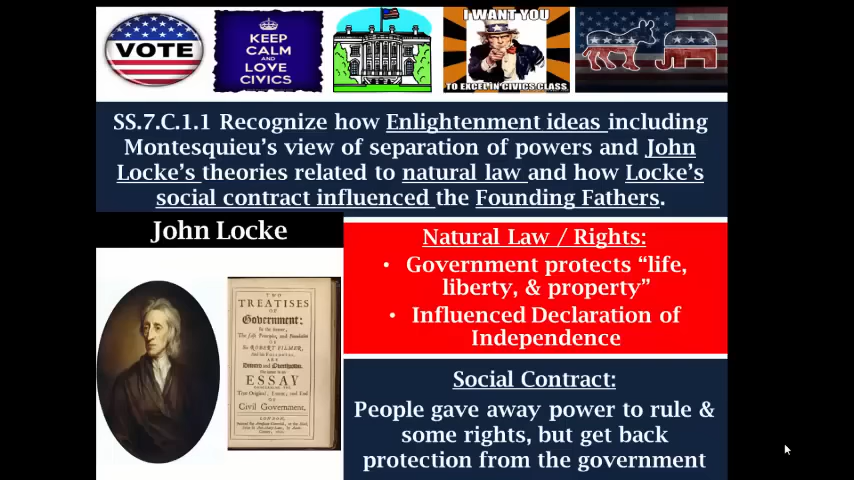 VOTE
KEEP
CALM
AND
LOVE
CIVICS
I WANT YOU
TO EXCEL IN CIVICS CLASS
SS.7.C.1.1 Recognize how Enlightenment ideas including
Montesquieu's view of separation of powers and John
Locke's theories related to natural law and how Locke's
social contract influenced the Founding Fathers.
John Locke
TWO
TREATISES
OF
Government:
In the former,
The false Principles, and Foundation
OF
Sir ROBERT FILMER,
And his FOLLOWERS,
ARE
Detected and Overthrown.
The latter is an
ESSAY
CONCERNING THE
True Original, Extent, and End
OF
Civil Government.
LONDON,
Natural Law / Rights:
• Government protects “life,
liberty, & property”
• Influenced Declaration of
Independence
Social Contract:
People gave away power to rule &
some rights, but get back
protection from the government